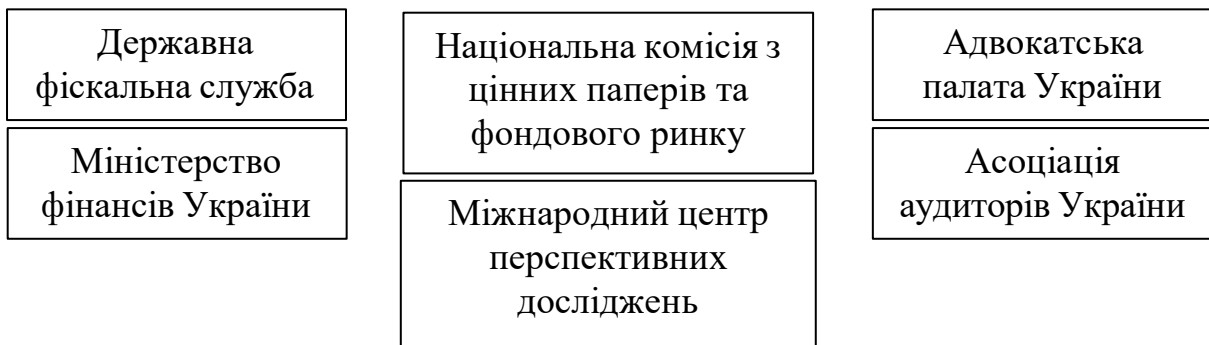 Державна
фіскальна служба
Міністерство
фінансів України
Національна комісія з
цінних паперів та
фондового ринку
Міжнародний центр
перспективних
досліджень
Адвокатська
палата України
Асоціація
аудиторів України